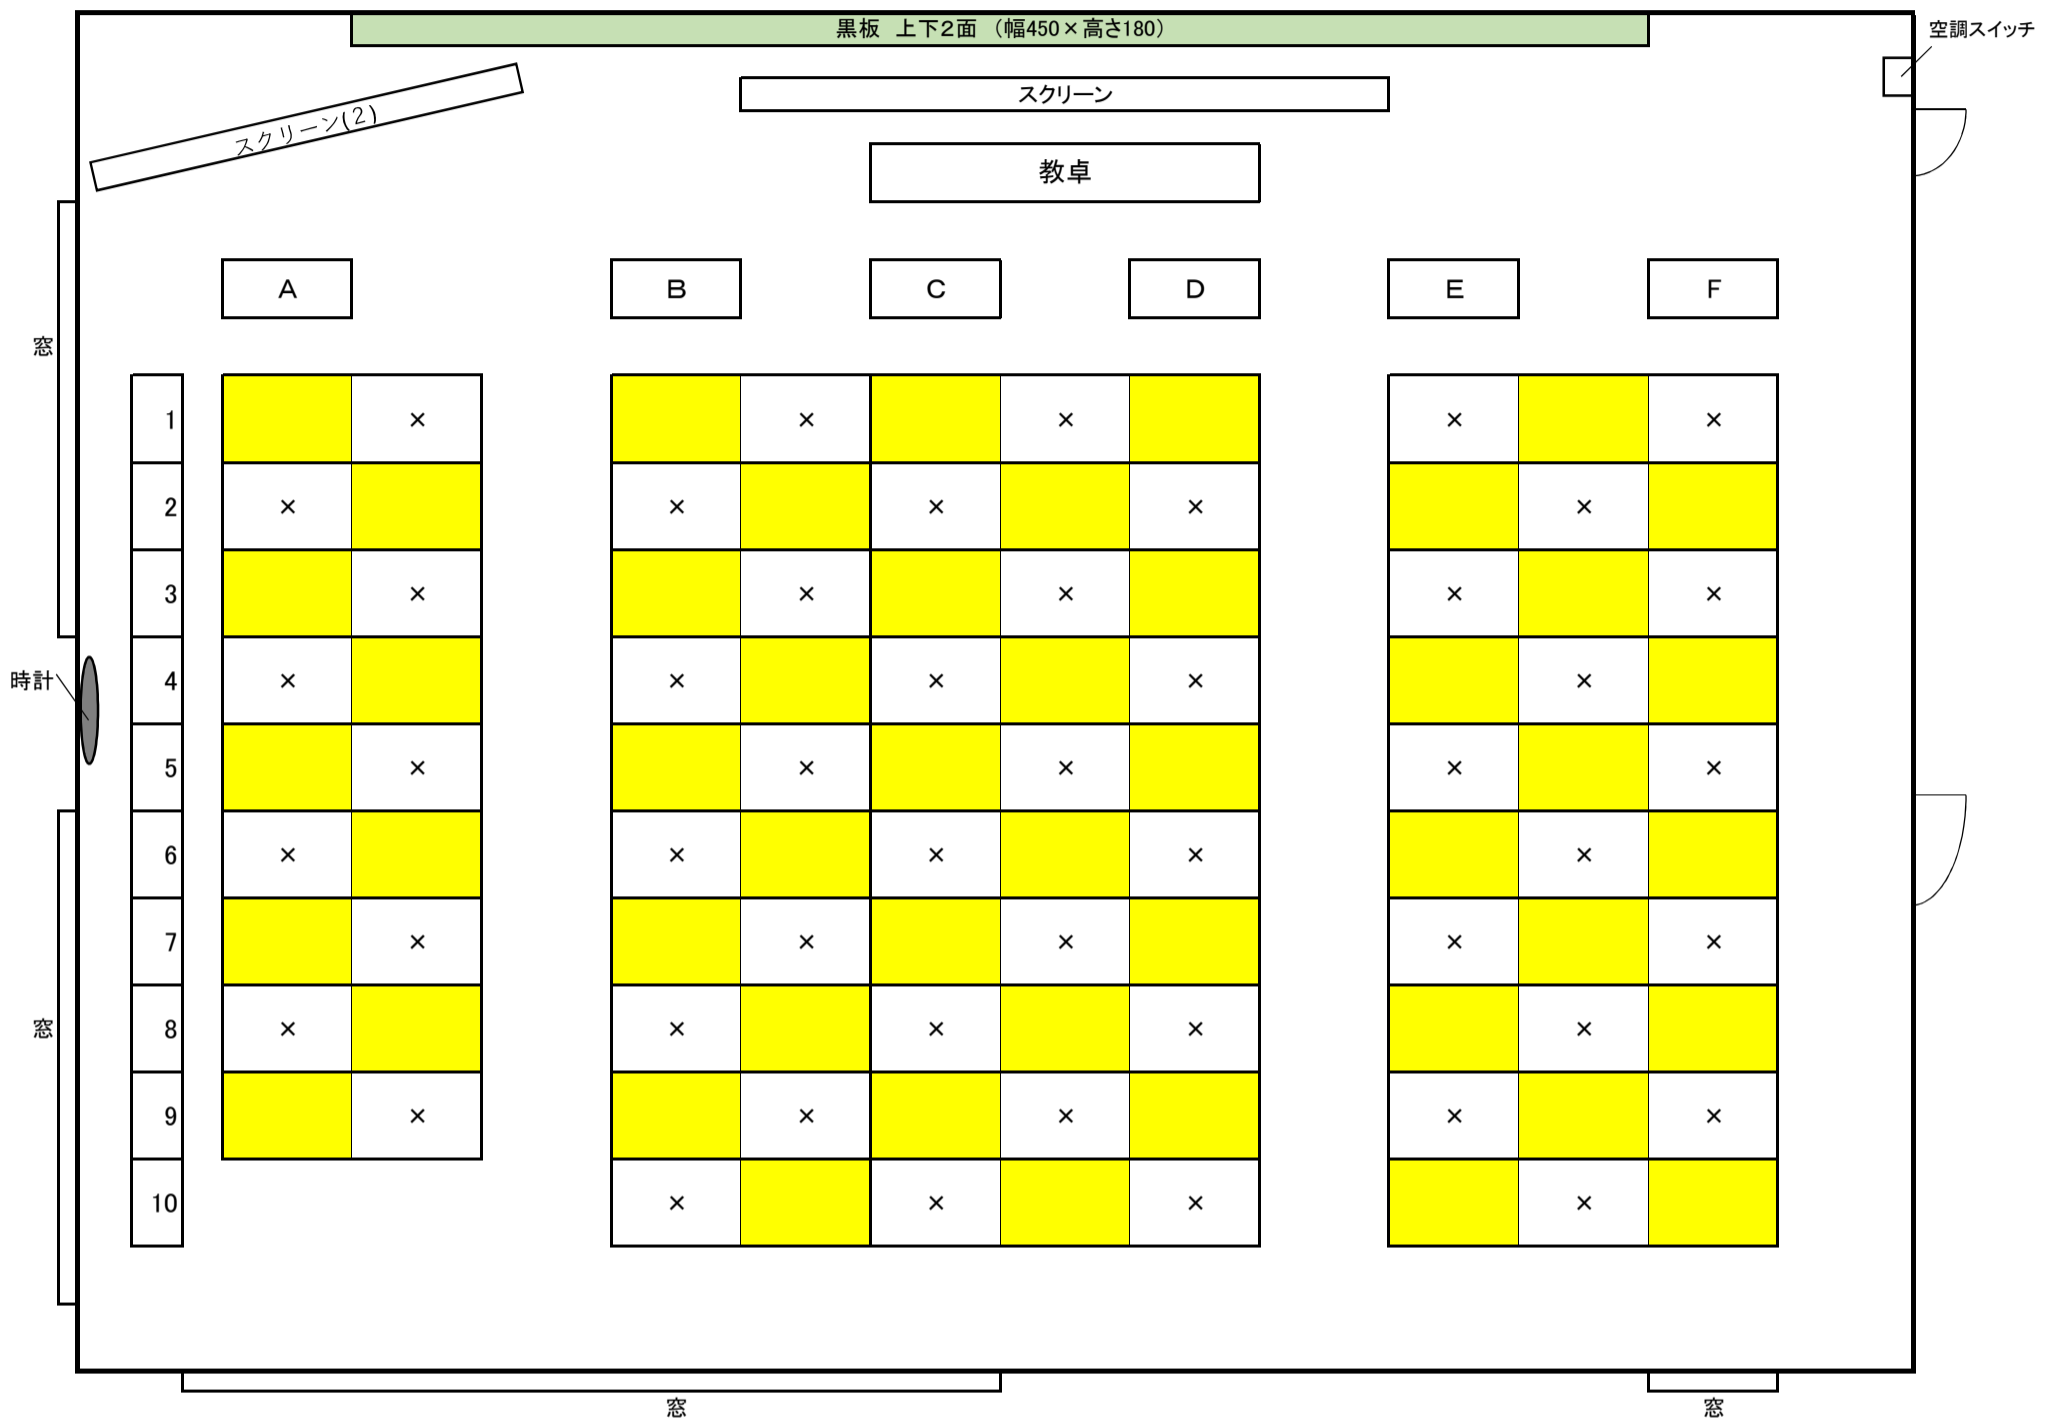 黒板　上下２面　（幅450×高さ180）
空調スイッチ
スクリーン
スクリーン(2)
教卓
A B C D E F
窓
1 × × × × ×
2 × × × × ×
3 × × × × ×
時計
4 × × × × ×
5 × × × × ×
6 × × × × ×
7 × × × × ×
窓
8 × × × × ×
9 × × × × ×
10 × × × ×
窓 窓